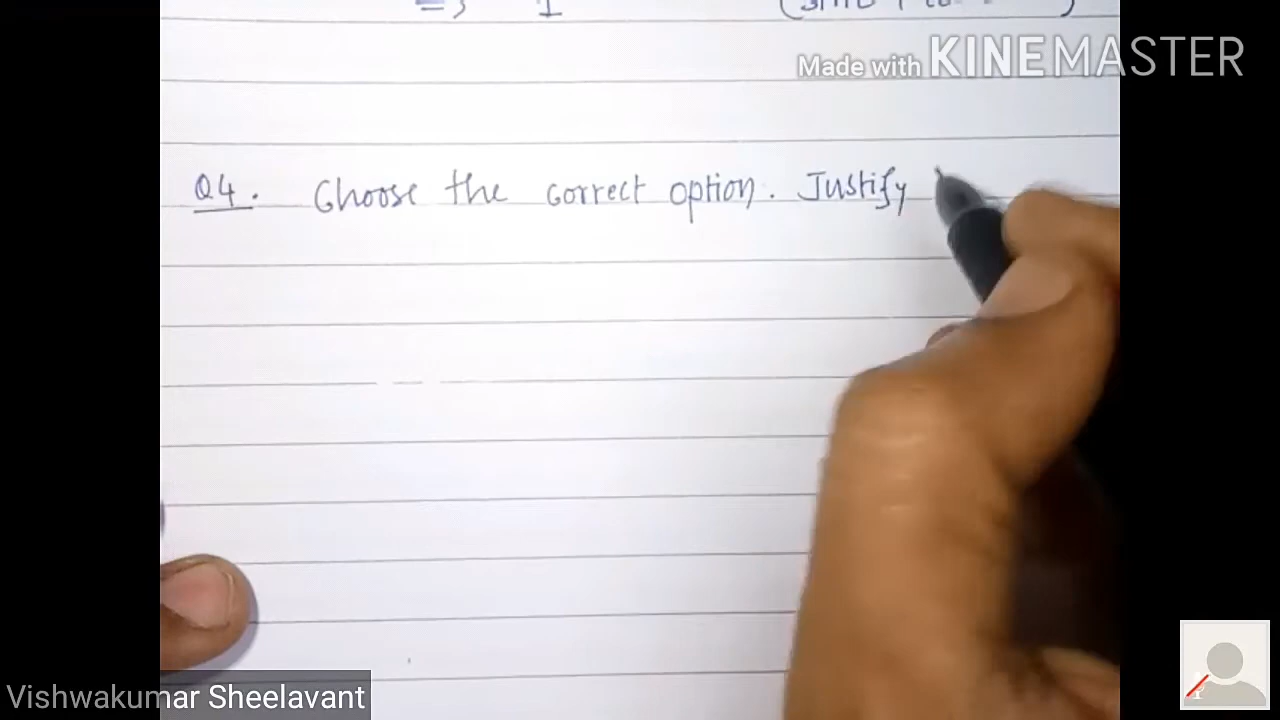 Made with KINEMASTER
Q4. Choose the correct option. Justify
Vishwakumar Sheelavant